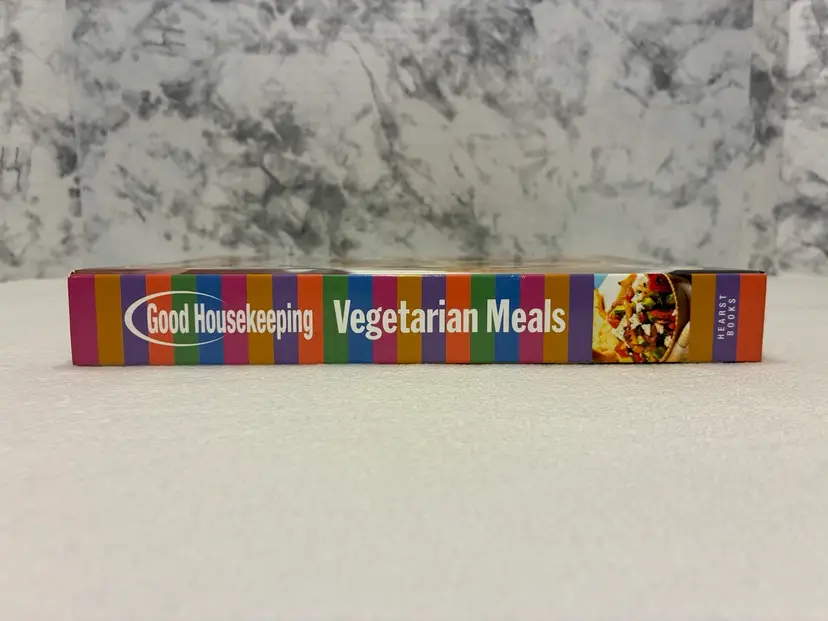 Good Housekeeping
Vegetarian Meals
HEARST
BOOKS